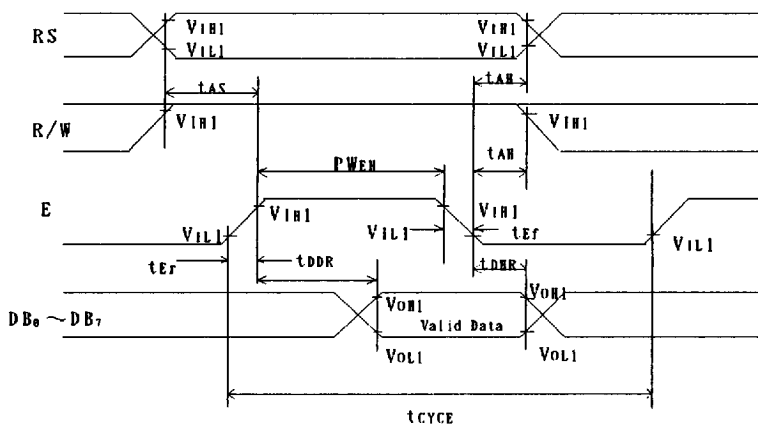 RS
VIH1
VIL1
VIH1
VIL1
tAS
tAH
R/W
VIH1
VIH1
tAH
PWEH
E
VIL1
VIH1
VIL1
VIH1
tEf
VIL1
tEr
tDDR
tDHR
DB0 ~DB7
VOH1
VOL1
Valid Data
VOH1
VOL1
tCYCE